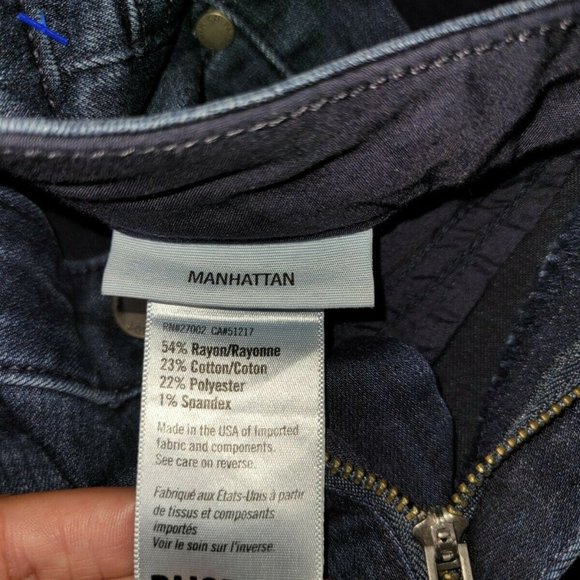 MANHATTAN
RN#27002 CA#51217
54% Rayon/Rayonne
23% Cotton/Coton
22% Polyester
1% Spandex
Made in the USA of Imported
fabric and components.
See care on reverse.
Fabriqué aux États-Unis à partir
de tissus et composants
importés
Voir le soin sur l'inverse.